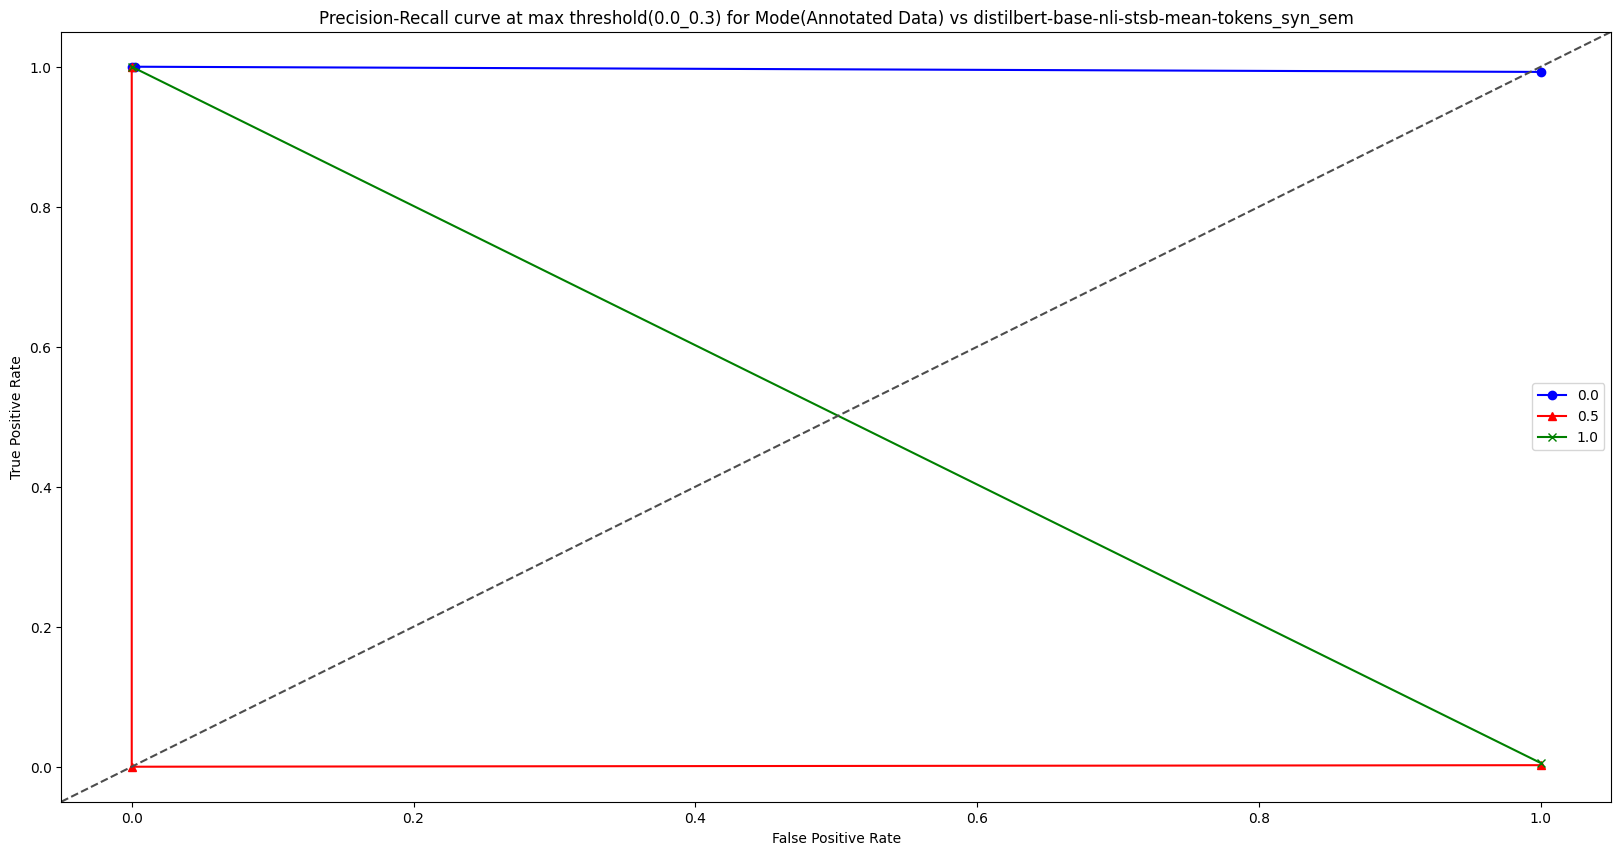 Precision-Recall curve at max threshold(0.0_0.3) for Mode(Annotated Data) vs distilbert-base-nli-stsb-mean-tokens_syn_sem
1.0
0.8
0.6
0.4
0.2
0.0
True Positive Rate
0.0
0.5
1.0
0.0 0.2 0.4 0.6 0.8 1.0
False Positive Rate